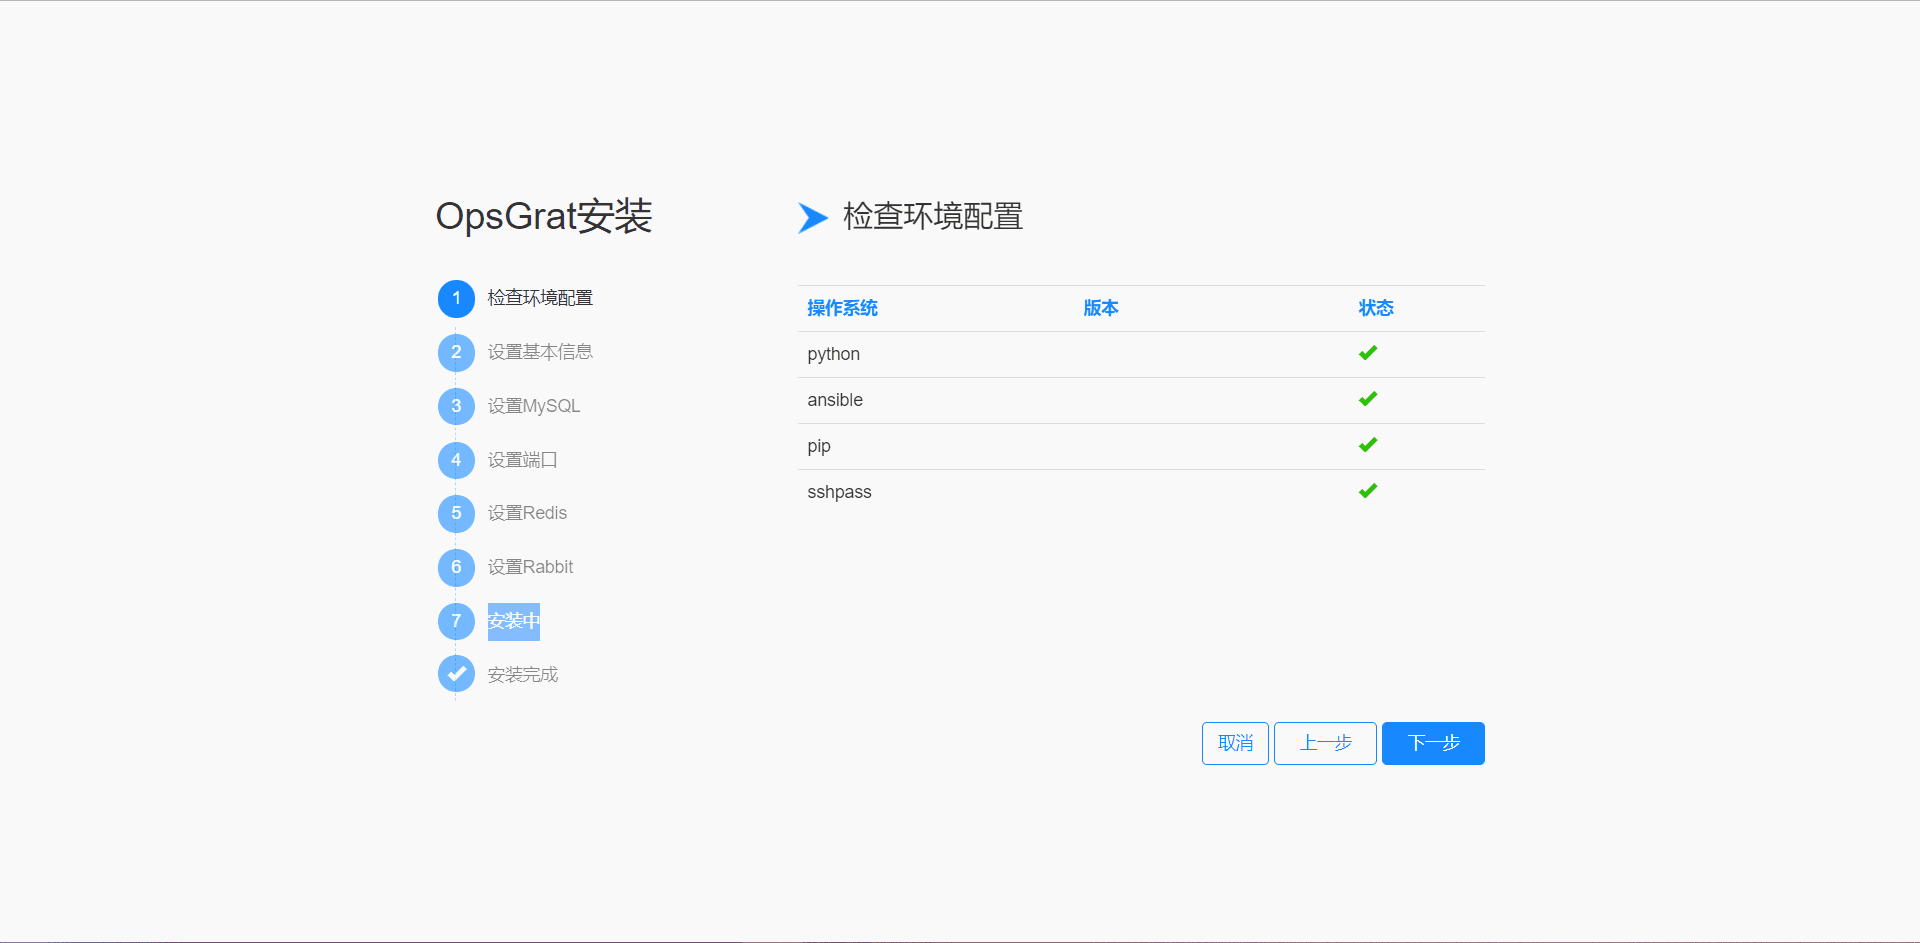 OpsGrat安装
1 检查环境配置
2 设置基本信息
3 设置MySQL
4 设置端口
5 设置Redis
6 设置Rabbit
7 安装中
安装完成
检查环境配置
操作系统 版本 状态
python
ansible
pip
sshpass
取消 上一步 下一步